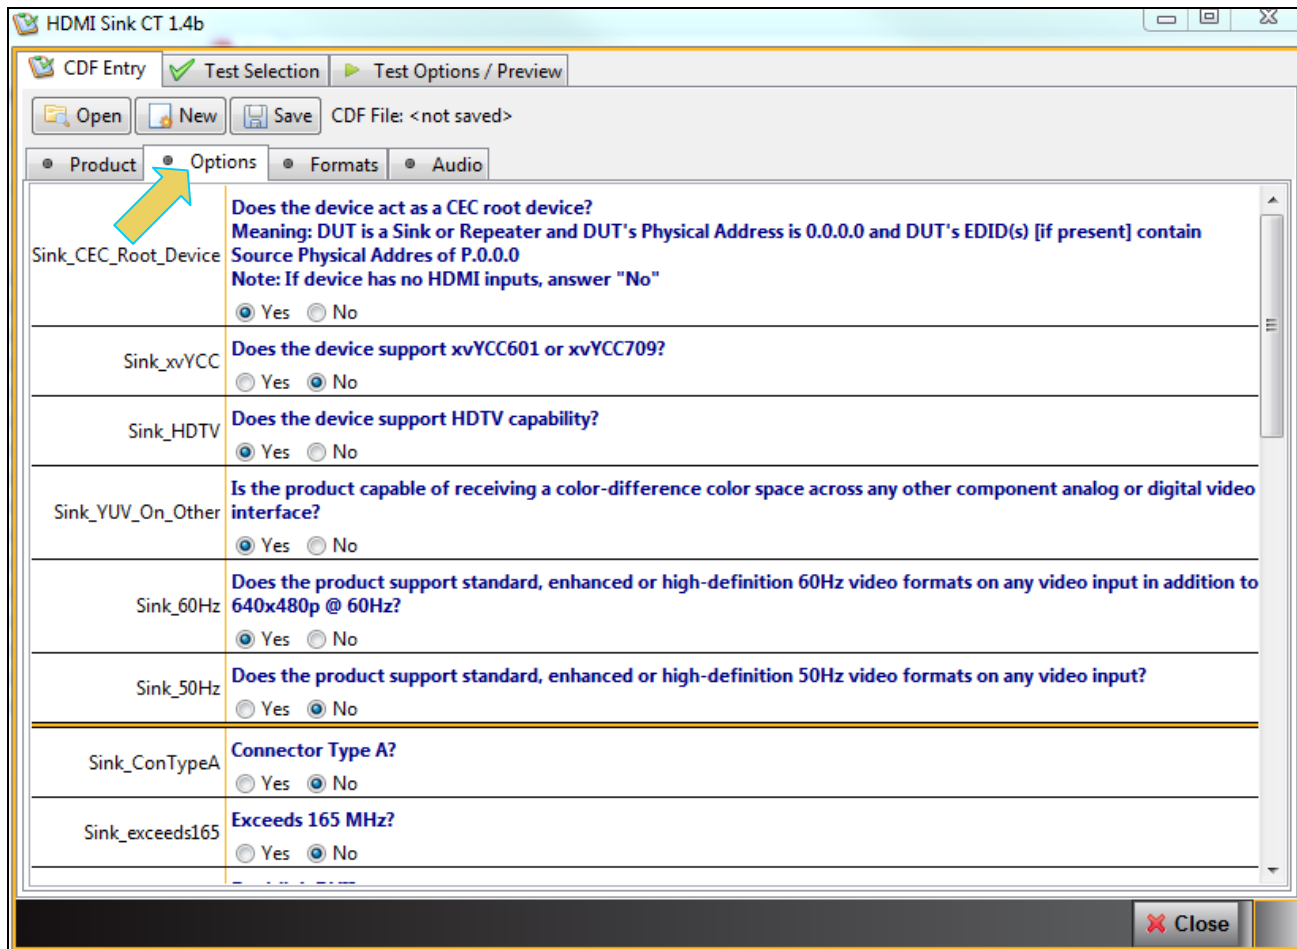 HDMI Sink CT 1.4b
CDF Entry
Test Selection
Test Options / Preview
Open
New
Save
CDF File: <not saved>
Product
Options
Formats
Audio
Sink_CEC_Root_Device
Does the device act as a CEC root device?
Meaning: DUT is a Sink or Repeater and DUT's Physical Address is 0.0.0.0 and DUT's EDID(s) [if present] contain
Source Physical Addres of P.0.0.0
Note: If device has no HDMI inputs, answer "No"
Yes No
Sink_xvYCC
Does the device support xvYCC601 or xvYCC709?
Yes No
Sink_HDTV
Does the device support HDTV capability?
Yes No
Sink_YUV_On_Other
Is the product capable of receiving a color-difference color space across any other component analog or digital video
interface?
Yes No
Sink_60Hz
Does the product support standard, enhanced or high-definition 60Hz video formats on any video input in addition to
640x480p @ 60Hz?
Yes No
Sink_50Hz
Does the product support standard, enhanced or high-definition 50Hz video formats on any video input?
Yes No
Sink_ConTypeA
Connector Type A?
Yes No
Sink_exceeds165
Exceeds 165 MHz?
Yes No
Close